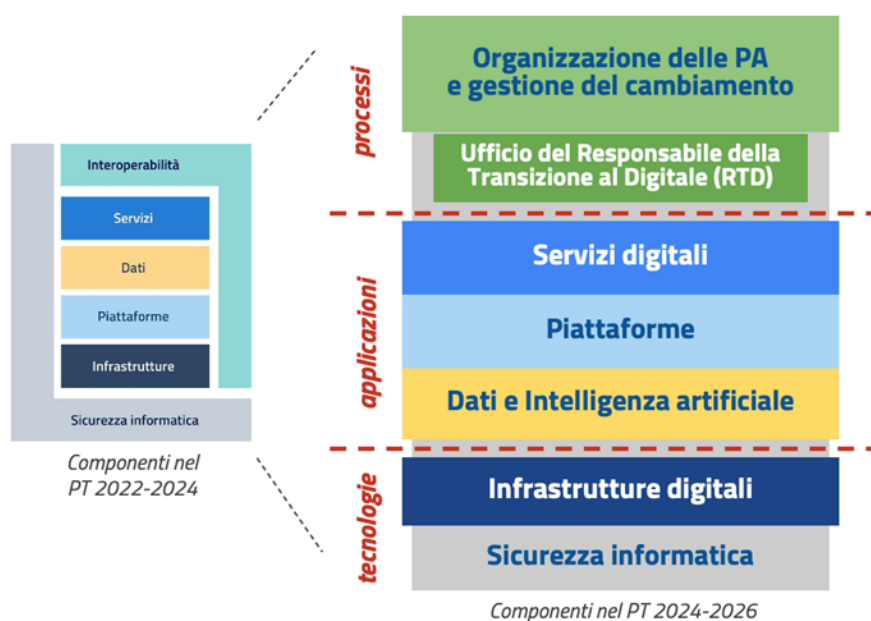 Interoperabilità
Servizi
Dati
Piattaforme
Infrastrutture
Sicurezza informatica
Componenti nel
PT 2022-2024
processi
Organizzazione delle PA
e gestione del cambiamento
Ufficio del Responsabile della
Transizione al Digitale (RTD)
applicazioni
Servizi digitali
Piattaforme
Dati e Intelligenza artificiale
tecnologie
Infrastrutture digitali
Sicurezza informatica
Componenti nel PT 2024-2026